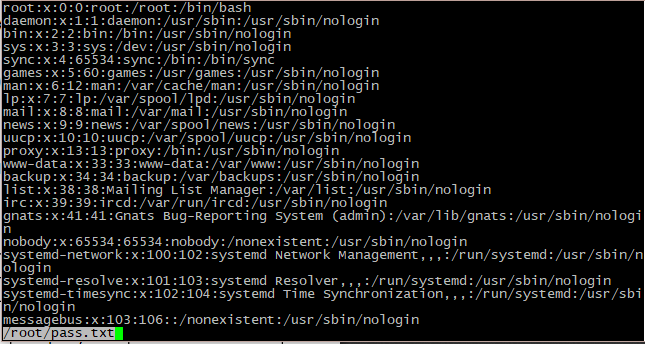 root:x:0:0:root:/root:/bin/bash
daemon:x:1:1:daemon:/usr/sbin:/usr/sbin/nologin
bin:x:2:2:bin:/bin:/usr/sbin/nologin
sys:x:3:3:sys:/dev:/usr/sbin/nologin
sync:x:4:65534:sync:/bin:/bin/sync
games:x:5:60:games:/usr/games:/usr/sbin/nologin
man:x:6:12:man:/var/cache/man:/usr/sbin/nologin
lp:x:7:7:lp:/var/spool/lpd:/usr/sbin/nologin
mail:x:8:8:mail:/var/mail:/usr/sbin/nologin
news:x:9:9:news:/var/spool/news:/usr/sbin/nologin
uucp:x:10:10:uucp:/var/spool/uucp:/usr/sbin/nologin
proxy:x:13:13:proxy:/bin:/usr/sbin/nologin
www-data:x:33:33:www-data:/var/www:/usr/sbin/nologin
backup:x:34:34:backup:/var/backups:/usr/sbin/nologin
list:x:38:38:Mailing List Manager:/var/list:/usr/sbin/nologin
irc:x:39:39:ircd:/var/run/ircd:/usr/sbin/nologin
gnats:x:41:41:Gnats Bug-Reporting System (admin):/var/lib/gnats:/usr/sbin/nologi
n
nobody:x:65534:65534:nobody:/nonexistent:/usr/sbin/nologin
systemd-network:x:100:102:systemd Network Management,,,:/run/systemd:/usr/sbin/n
ologin
systemd-resolve:x:101:103:systemd Resolver,,,:/run/systemd:/usr/sbin/nologin
systemd-timesync:x:102:104:systemd Time Synchronization,,,:/run/systemd:/usr/sbi
n/nologin
messagebus:x:103:106::/nonexistent:/usr/sbin/nologin
/root/pass.txt